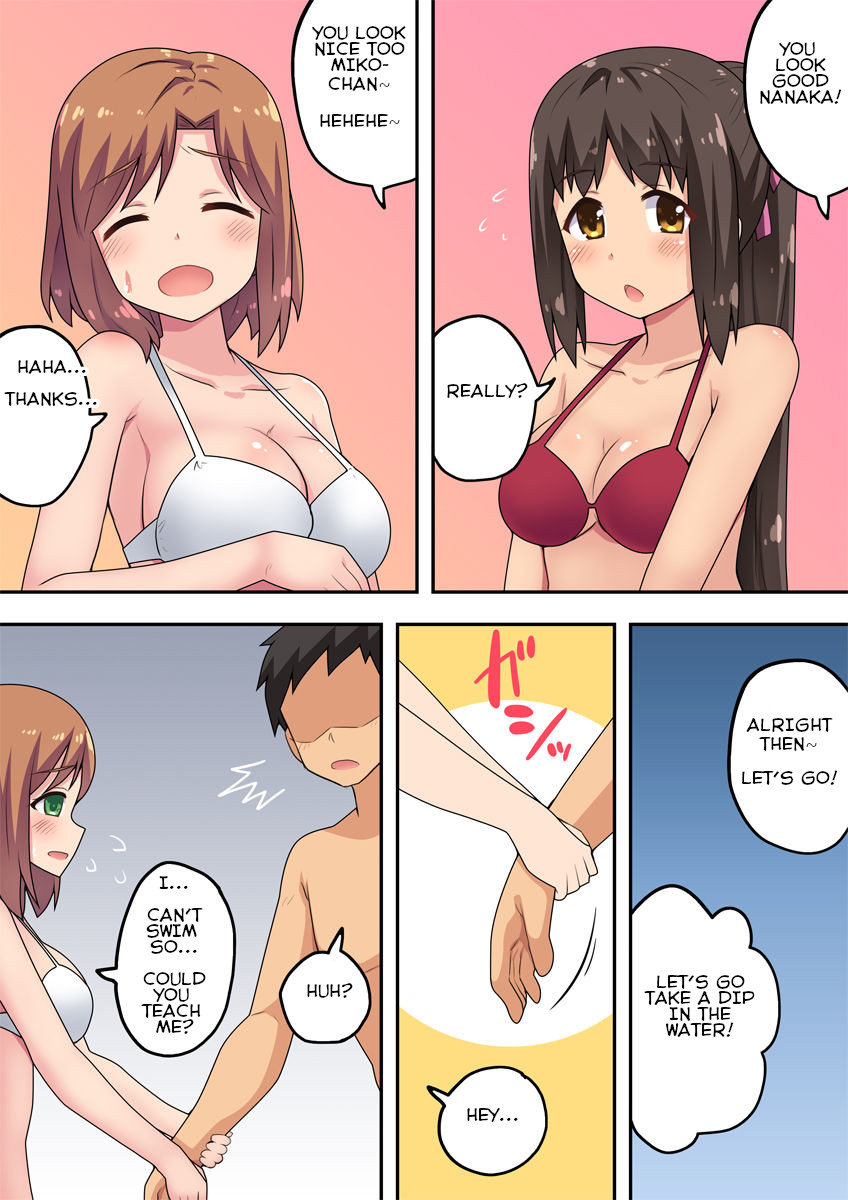 YOU
LOOK
GOOD
NANAKA!
REALLY?
YOU LOOK
NICE TOO
MIKO-
CHAN~
HEHEHE~
HAHA...
THANKS...
ALRIGHT
THEN~
LET'S GO!
LET'S GO
TAKE A DIP
IN THE
WATER!
ガシッ
HEY...
HUH?
I...
CAN'T
SWIM
SO...
COULD
YOU
TEACH
ME?